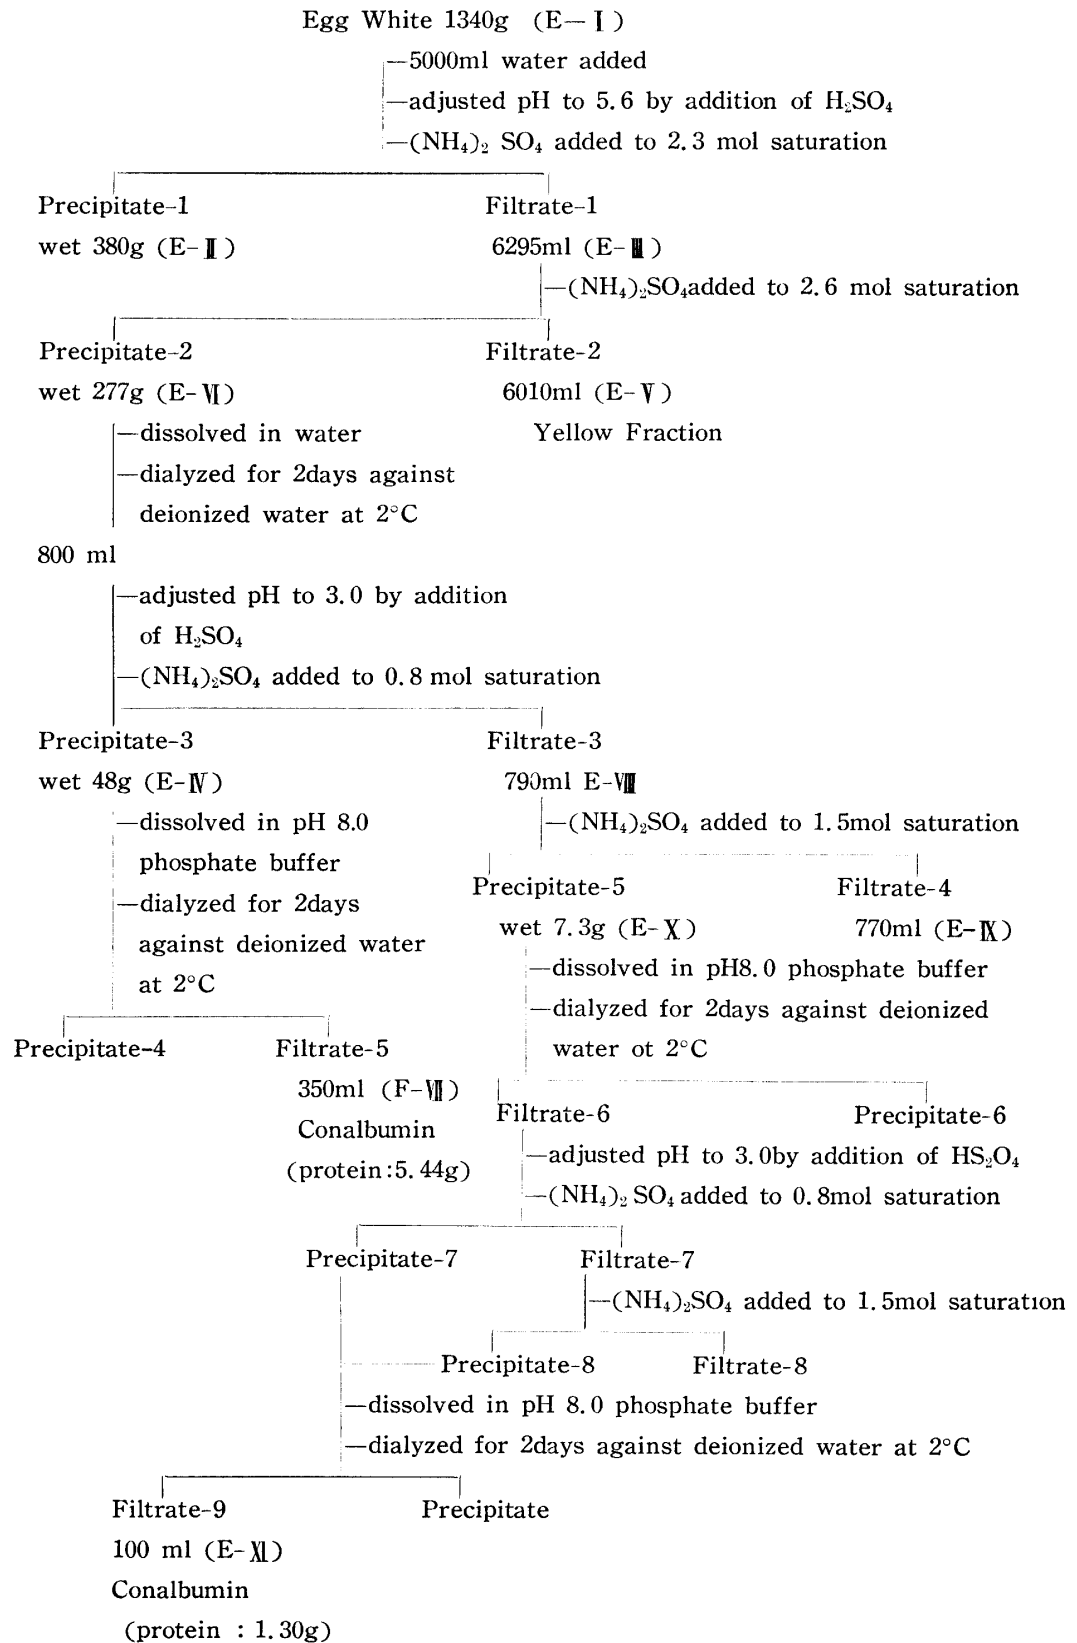 Egg White 1340g (E—Ⅰ)
—5000ml water added
—adjusted pH to 5.6 by addition of H₂SO₄
—(NH₄)₂ SO₄ added to 2.3 mol saturation
Precipitate-1 Filtrate-1
wet 380g (E-Ⅱ) 6295ml (E-Ⅲ)
—(NH₄)₂SO₄added to 2.6 mol saturation
Precipitate-2 Filtrate-2
wet 277g (E-Ⅵ) 6010ml (E-Ⅴ)
—dissolved in water Yellow Fraction
—dialyzed for 2days against
deionized water at 2°C
800 ml
—adjusted pH to 3.0 by addition
of H₂SO₄
—(NH₄)₂SO₄ added to 0.8 mol saturation
Precipitate-3 Filtrate-3
wet 48g (E-Ⅳ) 790ml E-Ⅷ
—dissolved in pH 8.0 —(NH₄)₂SO₄ added to 1.5mol saturation
phosphate buffer
Precipitate-5 Filtrate-4
—dialyzed for 2days wet 7.3g (E-Ⅹ) 770ml (E-Ⅸ)
against deionized water
—dissolved in pH8.0 phosphate buffer
at 2°C
—dialyzed for 2days against deionized
Precipitate-4 Filtrate-5 water ot 2°C
350ml (F-Ⅶ)
Filtrate-6 Precipitate-6
Conalbumin
(protein:5.44g)
—adjusted pH to 3.0by addition of HS₂O₄
—(NH₄)₂ SO₄ added to 0.8mol saturation
Precipitate-7 Filtrate-7
—(NH₄)₂SO₄ added to 1.5mol saturation
Precipitate-8 Filtrate-8
—dissolved in pH 8.0 phosphate buffer
—dialyzed for 2days against deionized water at 2°C
Filtrate-9 Precipitate
100 ml (E-Ⅺ)
Conalbumin
(protein : 1.30g)